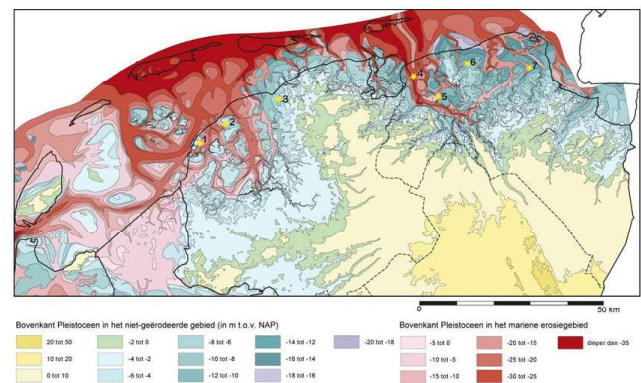 4
6
5
3
2
1
0
50 km
Bovenkant Pleistoceen in het niet-geërodeerde gebied (in m t.o.v. NAP)
Bovenkant Pleistoceen in het mariene erosiegebied
20 tot 50
-2 tot 0
-8 tot -6
-14 tot -12
-20 tot -18
-5 tot 0
-20 tot -15
dieper dan -35
10 tot 20
-4 tot -2
-10 tot -8
-16 tot -14
-10 tot -5
-25 tot -20
0 tot 10
-6 tot -4
-12 tot -10
-18 tot -16
-15 tot -10
-30 tot -25